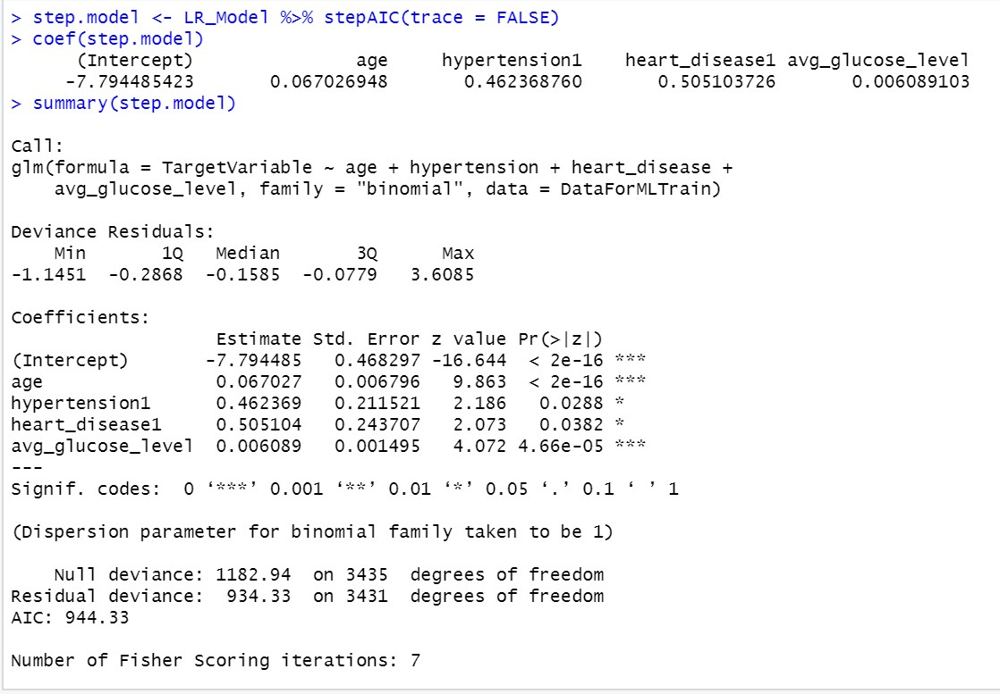 > step.model <- LR_Model %>% stepAIC(trace = FALSE)
> coef(step.model)
      (Intercept)               age     hypertension1    heart_disease1 avg_glucose_level
     -7.794485423       0.067026948       0.462368760       0.505103726       0.006089103
> summary(step.model)

Call:
glm(formula = TargetVariable ~ age + hypertension + heart_disease +
    avg_glucose_level, family = "binomial", data = DataForMLTrain)

Deviance Residuals:
    Min       1Q   Median       3Q      Max
-1.1451  -0.2868  -0.1585  -0.0779   3.6085

Coefficients:
                   Estimate Std. Error z value Pr(>|z|)
(Intercept)       -7.794485   0.468297 -16.644  < 2e-16 ***
age                0.067027   0.006796   9.863  < 2e-16 ***
hypertension1      0.462369   0.211521   2.186   0.0288 *
heart_disease1     0.505104   0.243707   2.073   0.0382 *
avg_glucose_level  0.006089   0.001495   4.072 4.66e-05 ***
---
Signif. codes:  0 ‘***’ 0.001 ‘**’ 0.01 ‘*’ 0.05 ‘.’ 0.1 ‘ ’ 1

(Dispersion parameter for binomial family taken to be 1)

    Null deviance: 1182.94  on 3435  degrees of freedom
Residual deviance:  934.33  on 3431  degrees of freedom
AIC: 944.33

Number of Fisher Scoring iterations: 7